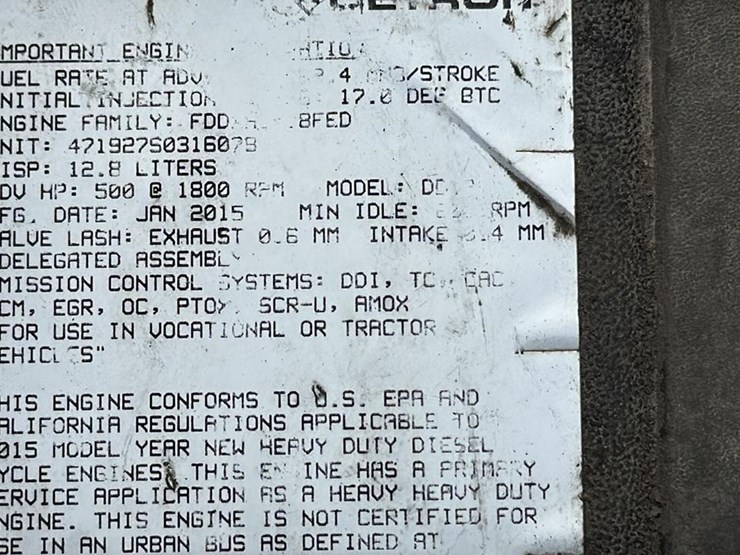 MPORTANT ENGIN
UEL RATE AT ADV 4 /STROKE
NITIAL INJECTION 17.0 DEG BTC
NGINE FAMILY: FDD 8FED
NIT: 471927S0316079
ISP: 12.8 LITERS
DV HP: 500 @ 1800 RPM MODEL: DD
FG. DATE: JAN 2015 MIN IDLE: RPM
ALVE LASH: EXHAUST 0.6 MM INTAKE .4 MM
DELEGATED ASSEMBLY
MISSION CONTROL SYSTEMS: DDI, TC, CAC
CM, EGR, OC, PTOX, SCR-U, AMOX
FOR USE IN VOCATIONAL OR TRACTOR
EHICLES"
HIS ENGINE CONFORMS TO U.S. EPA AND
ALIFORNIA REGULATIONS APPLICABLE TO
015 MODEL YEAR NEW HEAVY DUTY DIESEL
YCLE ENGINES. THIS ENGINE HAS A PRIMARY
ERVICE APPLICATION AS A HEAVY HEAVY DUTY
NGINE. THIS ENGINE IS NOT CERTIFIED FOR
SE IN AN URBAN BUS AS DEFINED AT